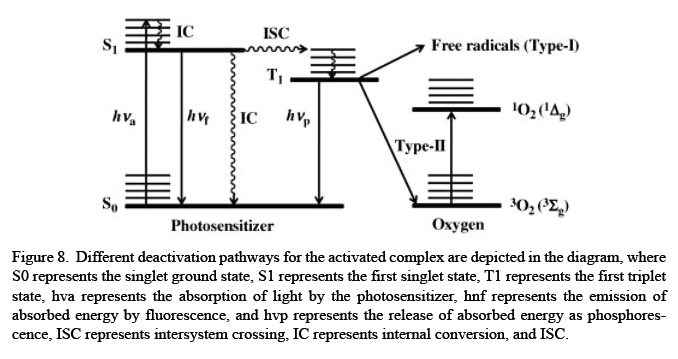 IC
ISC
S1
Free radicals (Type-I)
T1
¹O2 (¹Δg)
hνa
hνf
IC
hνp
Type-II
S0
³O2 (³Σg)
Photosensitizer
Oxygen
Figure 8. Different deactivation pathways for the activated complex are depicted in the diagram, where
S0 represents the singlet ground state, S1 represents the first singlet state, T1 represents the first triplet
state, hva represents the absorption of light by the photosensitizer, hnf represents the emission of
absorbed energy by fluorescence, and hvp represents the release of absorbed energy as phosphores-
cence, ISC represents intersystem crossing, IC represents internal conversion, and ISC.